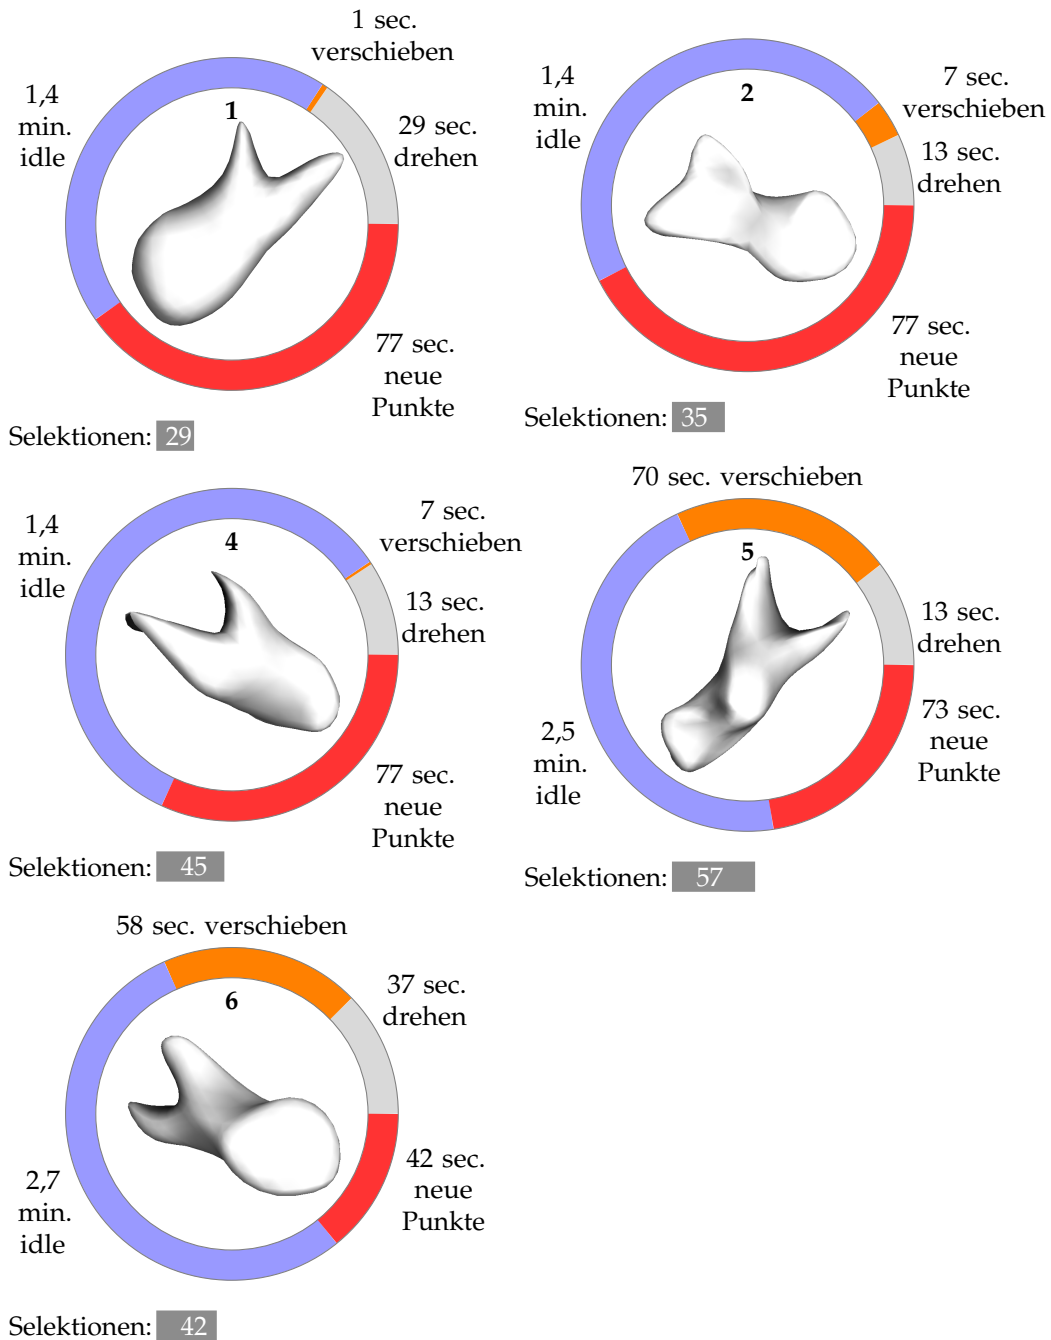 1 sec.
verschieben
1,4
min.
idle
1
29 sec.
drehen
77 sec.
neue
Punkte
Selektionen: 29
1,4
min.
idle
2
7 sec.
verschieben
13 sec.
drehen
77 sec.
neue
Punkte
Selektionen: 35
1,4
min.
idle
4
7 sec.
verschieben
13 sec.
drehen
77 sec.
neue
Punkte
Selektionen: 45
70 sec. verschieben
5
13 sec.
drehen
2,5
min.
idle
73 sec.
neue
Punkte
Selektionen: 57
58 sec. verschieben
6
37 sec.
drehen
2,7
min.
idle
42 sec.
neue
Punkte
Selektionen: 42